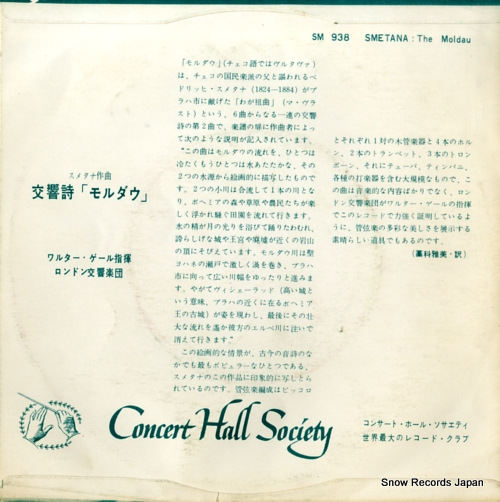 SM 938 SMETANA: The Moldau
スメタナ作曲
交響詩「モルダウ」
ワルター・ゲール指揮
ロンドン交響楽団
「モルダウ」(チェコ語ではヴルタヴァ)
は、チェコの国民楽派の父と謳われるベ
ドリッヒ・スメタナ (1824—1884) がプ
ラハ市に献げた「わが祖国」(マ・ヴラ
スト) という、6曲からなる一連の交響
詩の第2曲で、楽譜の扉に作曲者によっ
て次のような説明が記入されています。
"この曲はモルダウの流れを、ひとつは
冷たくもうひとつは水あたたかな、その
2つの水源から絵画的に描写したもので
す。2つの小川は合流して1本の川とな
り、ボヘミアの森や草原や農民たちが楽
しく浮かれ騒ぐ田園を流れて行きます。
水の精が月の光りを浴びて踊りたわむれ、
誇らしげな城や王宮や廃墟が近くの岩山
の頂にそびえています。モルダウ川は聖
ヨハネの瀬戸で激しく渦を巻き、プラハ
市に向って広い川幅をゆったりと進みま
す。やがてヴィシェーラッド (高い城と
いう意味、プラハの近くに在るボヘミア
王の古城) が姿を現わし、最後にその壮
大な流れを遙か彼方のエルベ川に注いで
消えて行きます"
この絵画的な情景が、古今の音詩のな
かでも最もポピュラーなひとつである、
スメタナのこの作品に印象的に写しとら
れているのです。管弦楽編成はピッコロ
とそれぞれ1対の木管楽器と4本のホル
ン、2本のトランペット、3本のトロン
ボーン、それにテューバ、ティンパニ、
各種の打楽器を含む大規模なもので、こ
の曲は音楽的な内容ばかりでなく、ロン
ドン交響楽団がワルター・ゲールの指揮
でこのレコードで力強く証明しているよ
うに、管弦楽の多彩な美しさを展示する
素晴らしい道具でもあるのです。
(藁科雅美・訳)
Concert Hall Society
コンサート・ホール・ソサエティ
世界最大のレコード・クラブ
Snow Records Japan